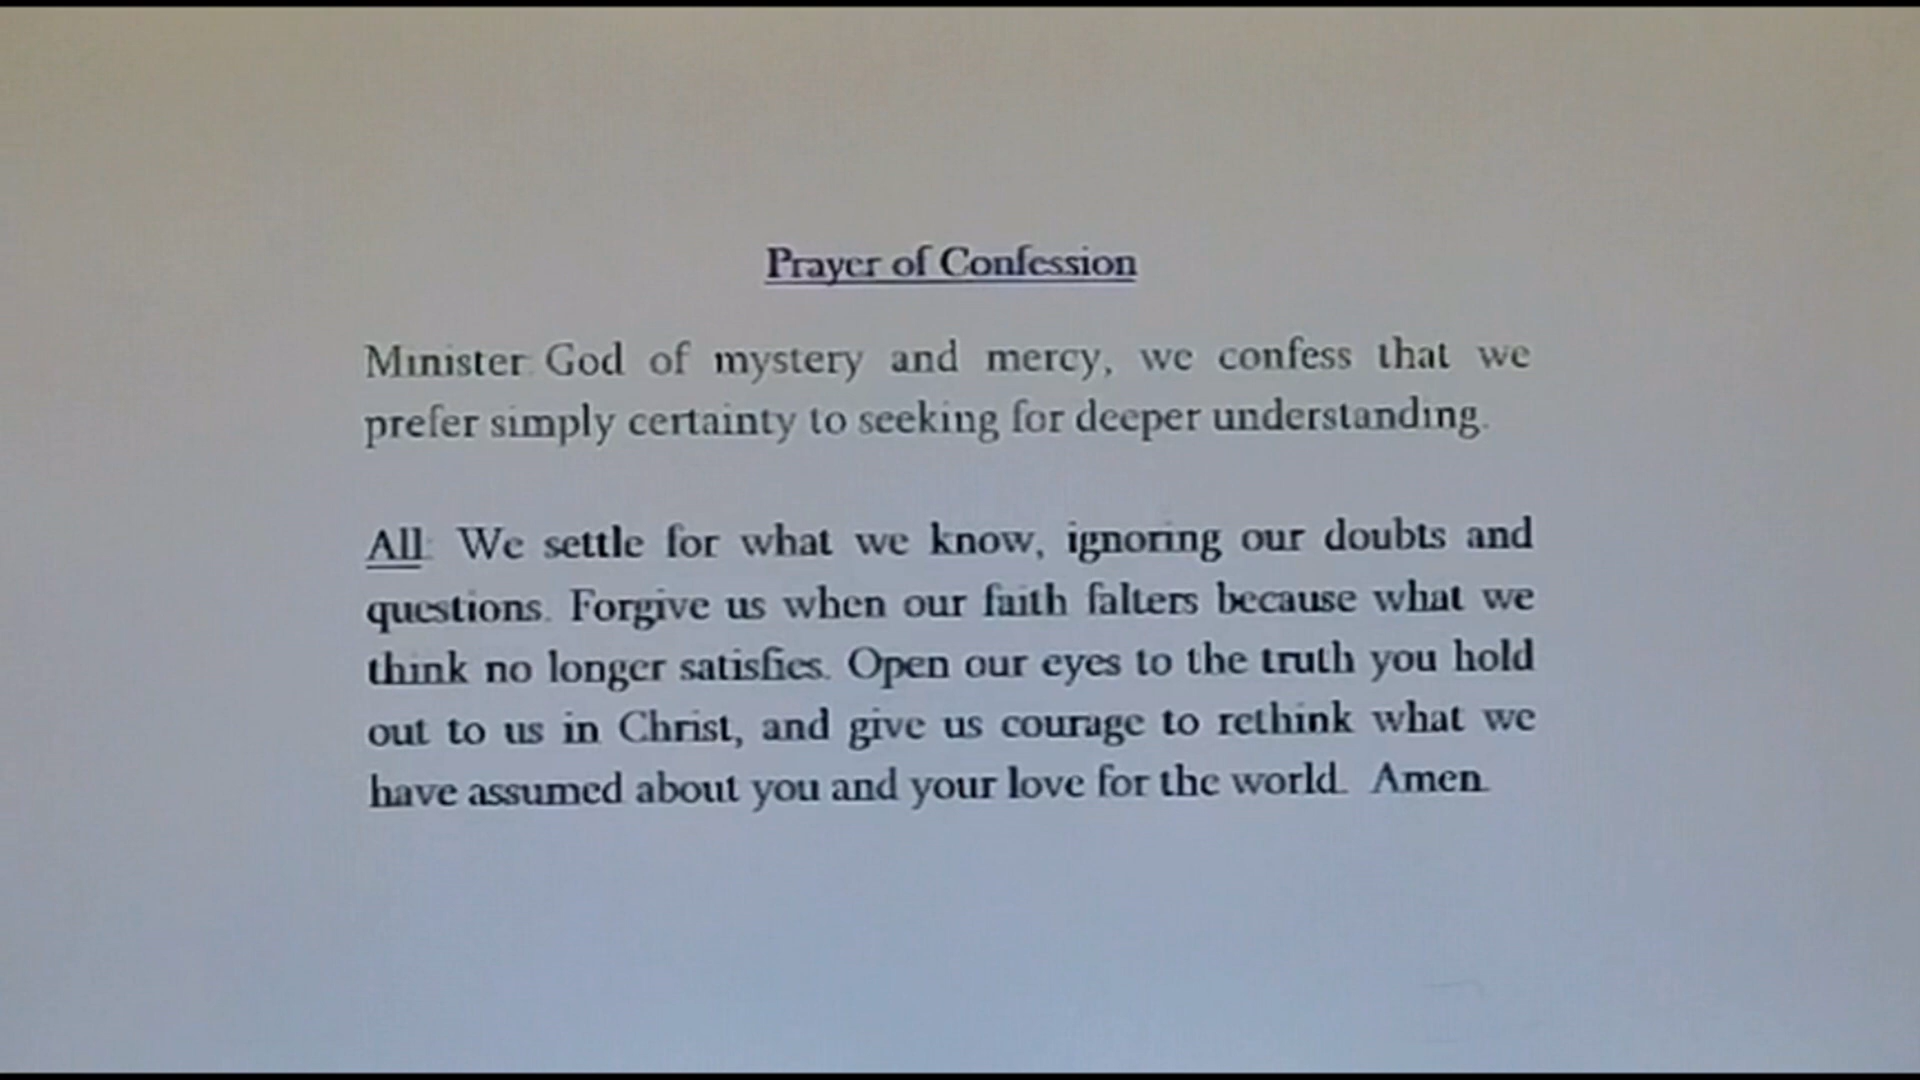 Prayer of Confession
Minister: God of mystery and mercy, we confess that we
prefer simply certainty to seeking for deeper understanding.
All: We settle for what we know, ignoring our doubts and
questions. Forgive us when our faith falters because what we
think no longer satisfies. Open our eyes to the truth you hold
out to us in Christ, and give us courage to rethink what we
have assumed about you and your love for the world. Amen.